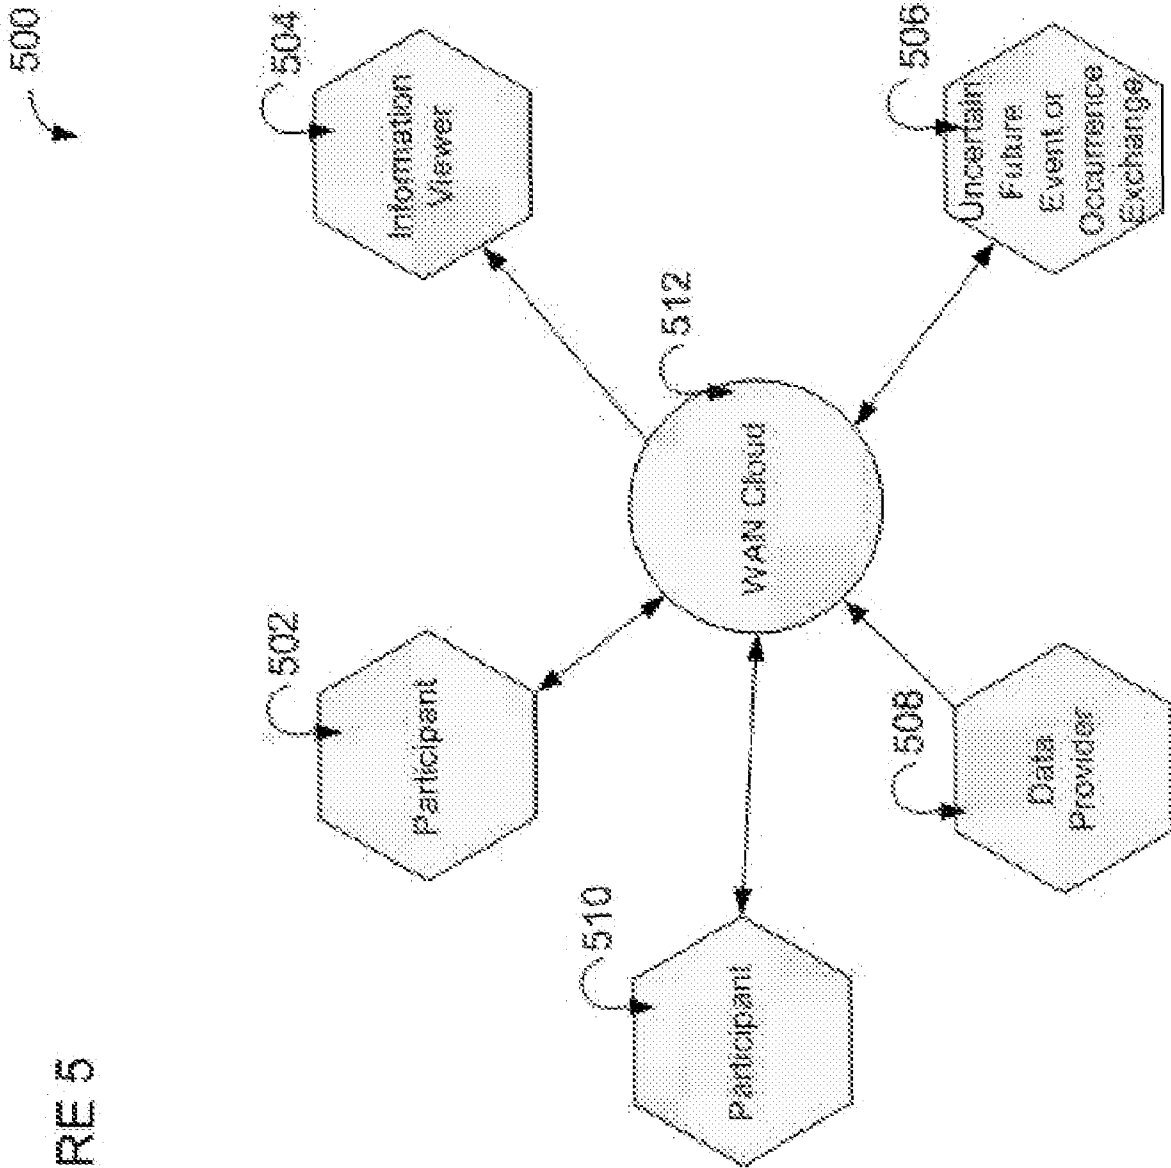 RE 5
500
502
Participant
504
Information
Viewer
510
Participant
512
WAN Cloud
508
Data
Provider
506
Uncertain
Future
Event or
Occurrence
Exchange